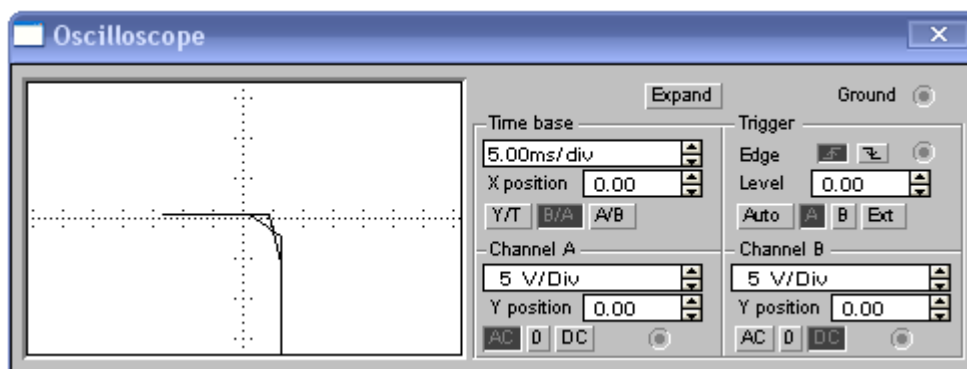 Oscilloscope
Expand Ground
Time base
5.00ms/div
X position 0.00
Y/T B/A A/B
Trigger
Edge
Level 0.00
Auto A B Ext
Channel A
5 V/Div
Y position 0.00
AC 0 DC
Channel B
5 V/Div
Y position 0.00
AC 0 DC